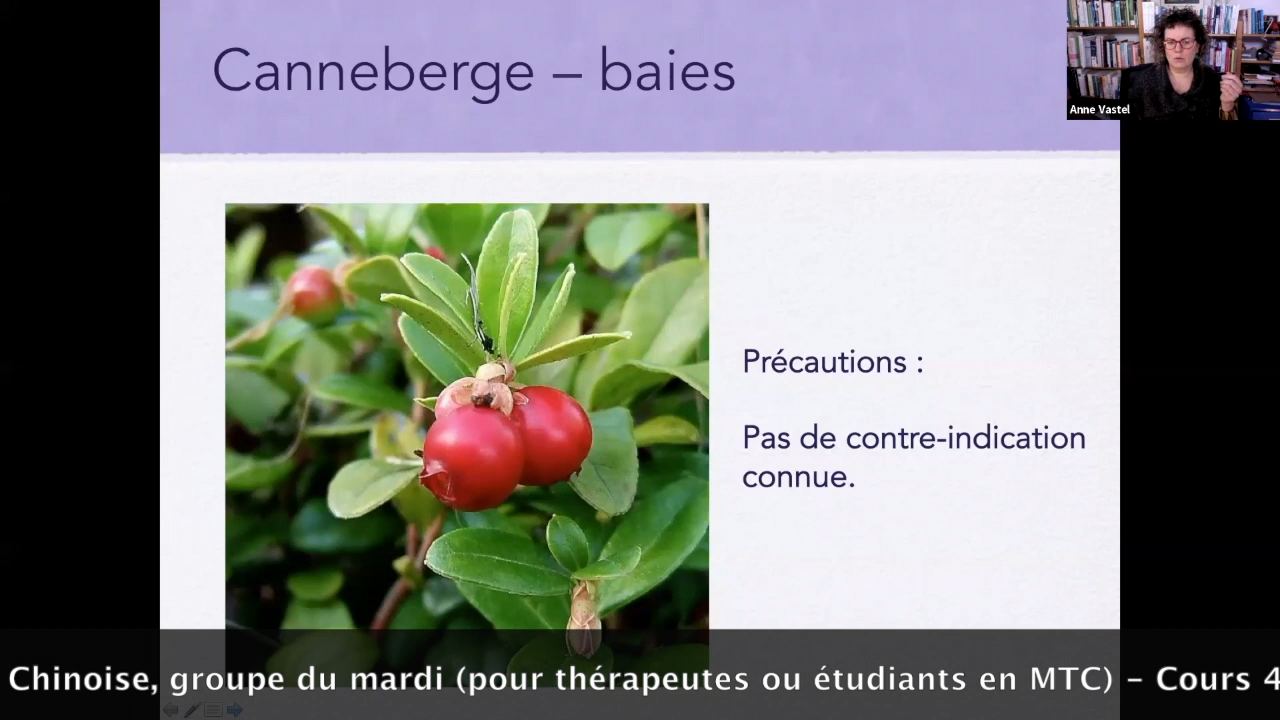 Canneberge – baies
Anne Vastel
Précautions :
Pas de contre-indication
connue.
Chinoise, groupe du mardi (pour thérapeutes ou étudiants en MTC) – Cours 4